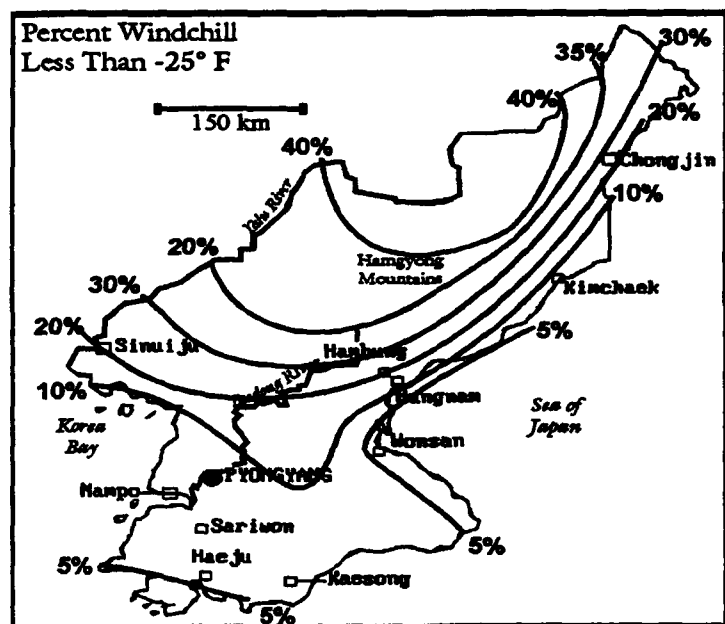 Percent Windchill
Less Than -25° F
150 km
30%
35%
40%
20%
Chongjin
40%
10%
Yalu River
20%
Hamgyong
Mountains
30%
Kimchaek
20%
Sinuiju
Hamhung
5%
10%
River
Hungnam
Sea of
Japan
Korea
Bay
Wonsan
PYONGYANG
Nampo
Sariwon
5%
5%
Haeju
Kaesong
5%